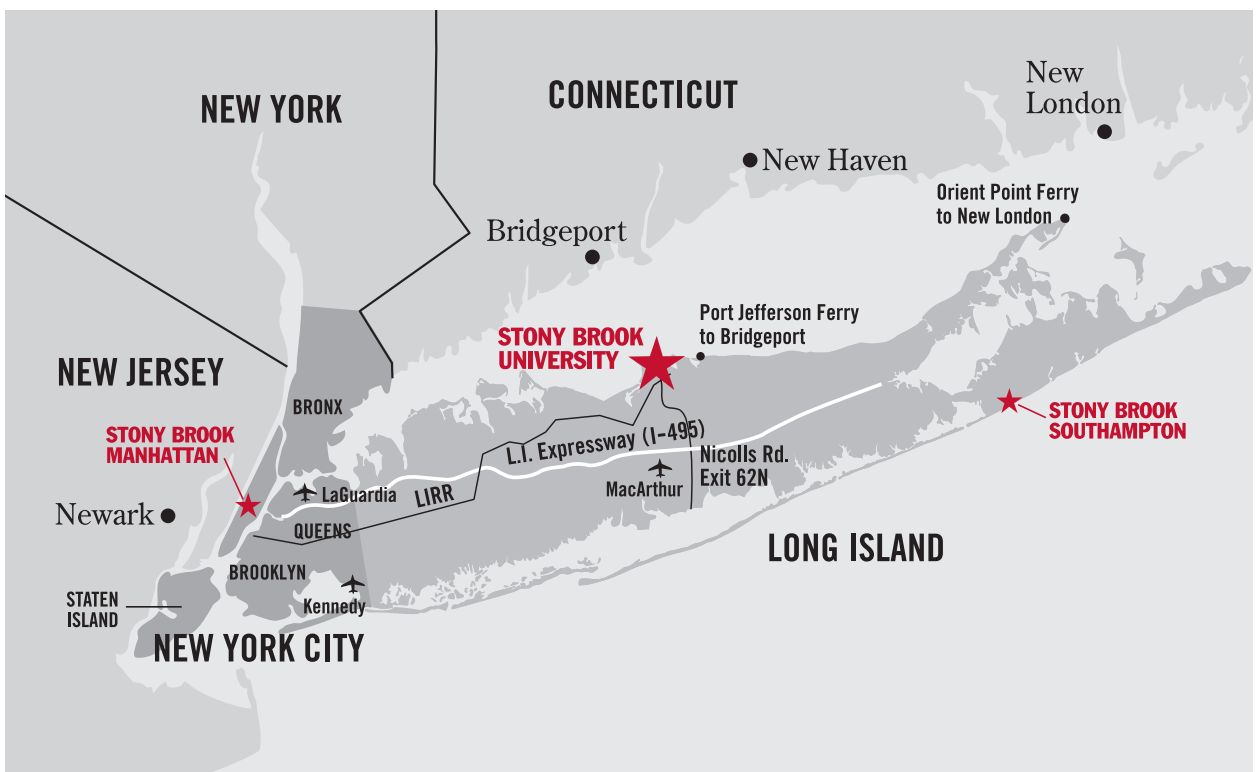 NEW YORK
CONNECTICUT
New
London
New Haven
Orient Point Ferry
to New London
Bridgeport
Port Jefferson Ferry
to Bridgeport
STONY BROOK
UNIVERSITY
NEW JERSEY
BRONX
STONY BROOK
SOUTHAMPTON
STONY BROOK
MANHATTAN
L.I. Expressway (I-495)
Nicolls Rd.
Exit 62N
MacArthur
LaGuardia
LIRR
Newark
QUEENS
LONG ISLAND
BROOKLYN
Kennedy
STATEN
ISLAND
NEW YORK CITY